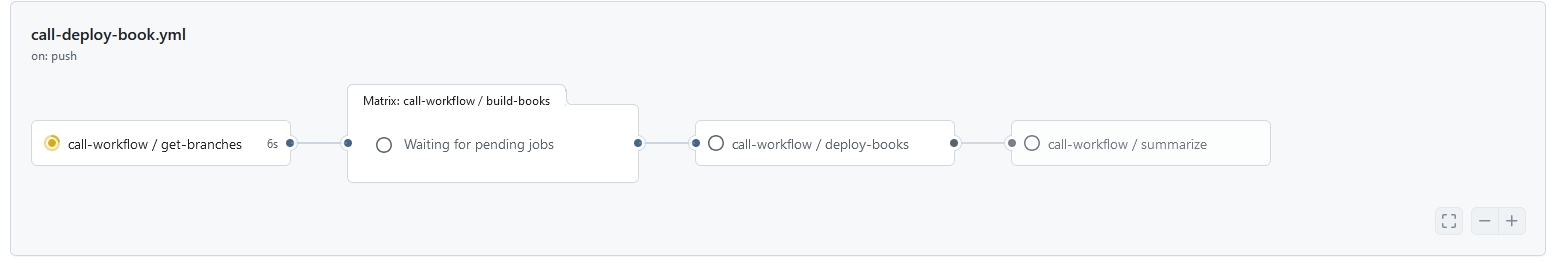 call-deploy-book.yml
on: push
Matrix: call-workflow / build-books
call-workflow / get-branches 6s
Waiting for pending jobs
call-workflow / deploy-books
call-workflow / summarize